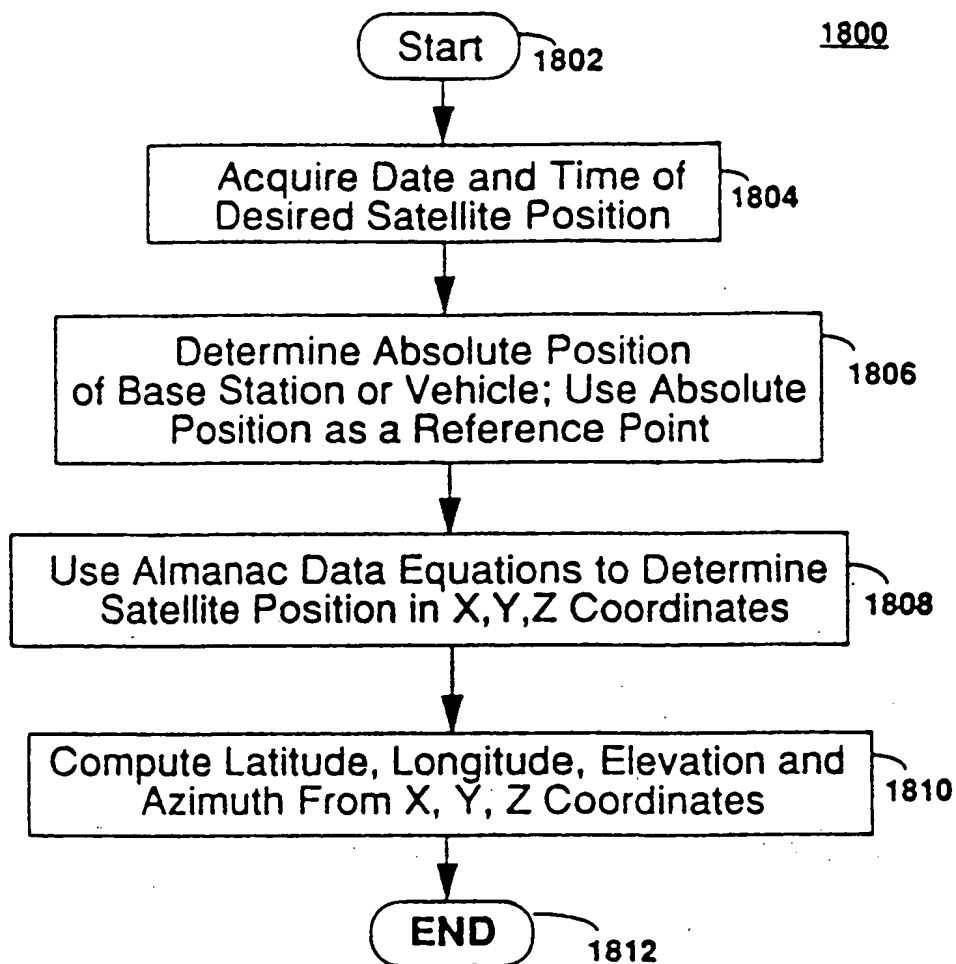 1800
Start
1802
Acquire Date and Time of
Desired Satellite Position
1804
Determine Absolute Position
of Base Station or Vehicle; Use Absolute
Position as a Reference Point
1806
Use Almanac Data Equations to Determine
Satellite Position in X,Y,Z Coordinates
1808
Compute Latitude, Longitude, Elevation and
Azimuth From X, Y, Z Coordinates
1810
END
1812